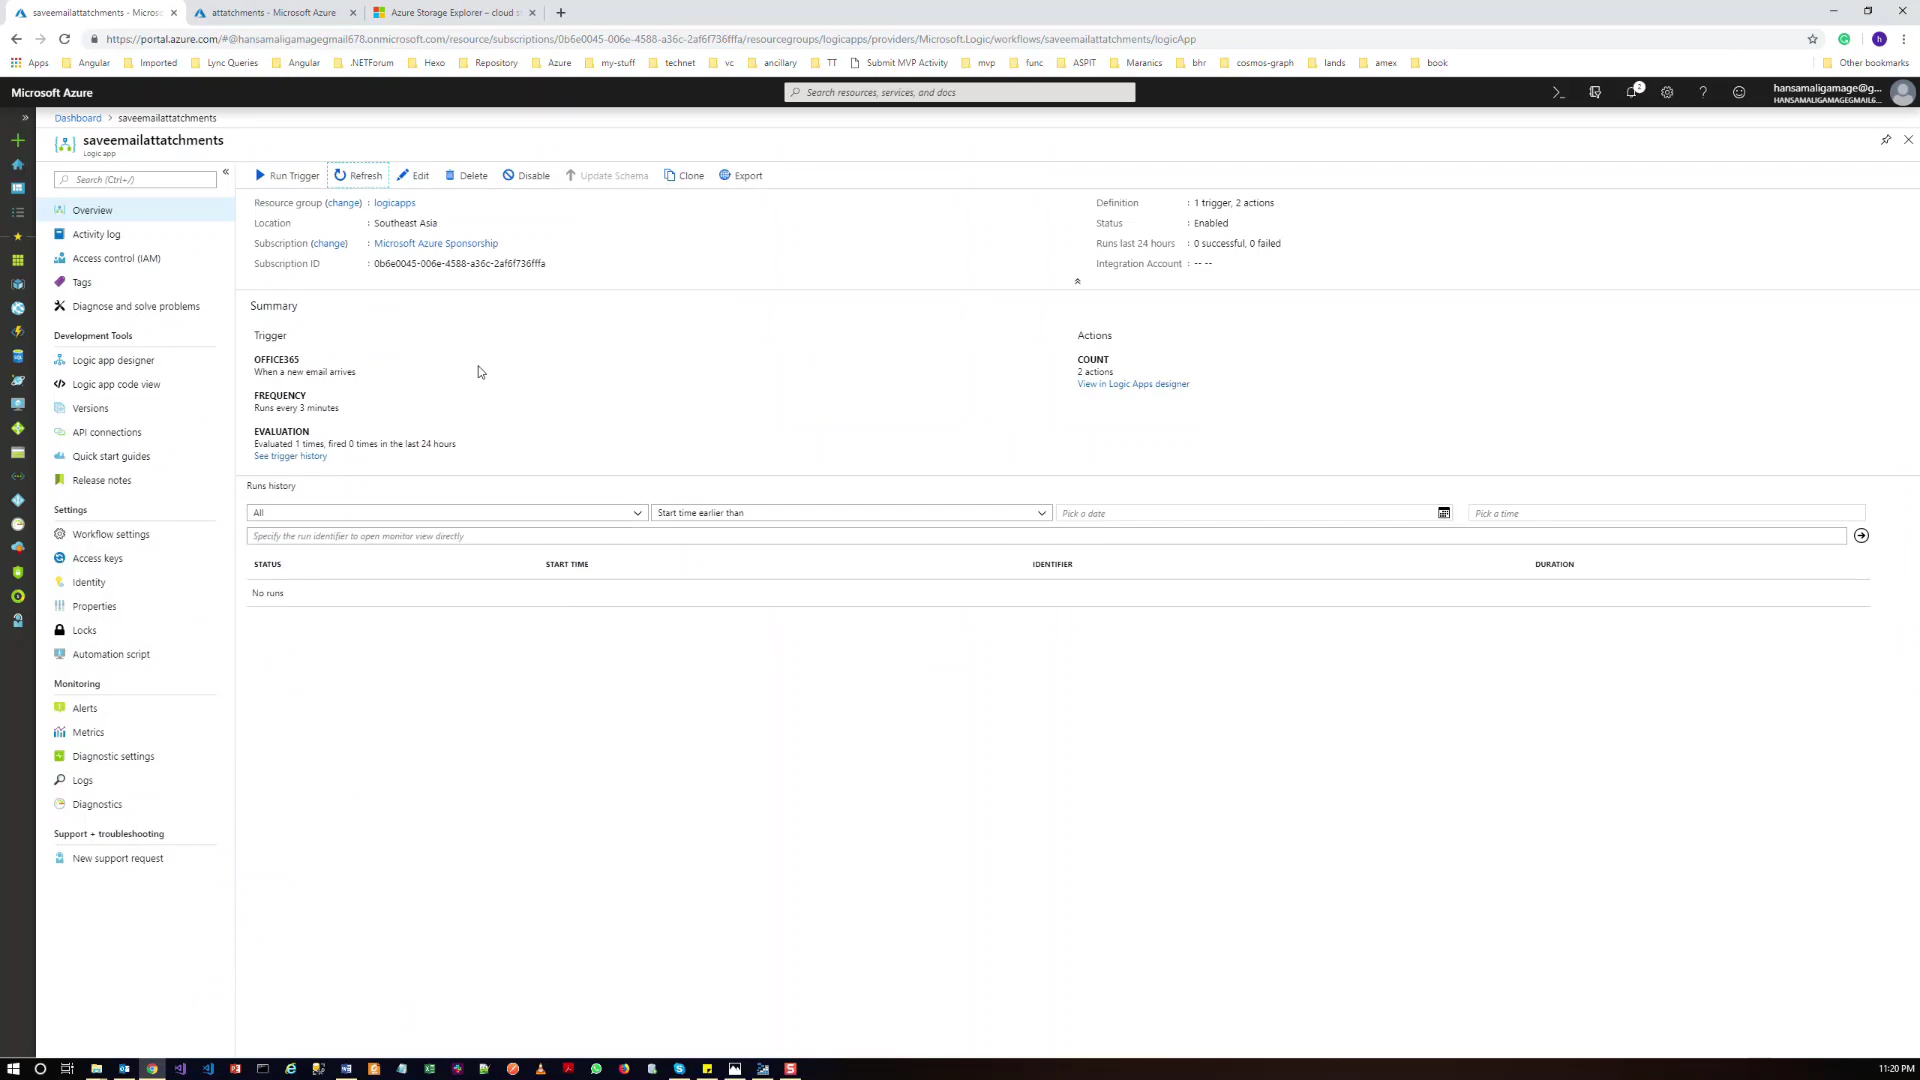 saveemailattatchments - Micros
attatchments - Microsoft Azure
Azure Storage Explorer – cloud s
https://portal.azure.com/#@hansamaligamagegmail678.onmicrosoft.com/resource/subscriptions/0b6e0045-006e-4588-a36c-2af6f736fffa/resourcegroups/logicapps/providers/Microsoft.Logic/workflows/saveemailattatchments/logicApp
Apps Angular Imported Lync Queries Angular .NETForum Hexo Repository Azure my-stuff technet vc ancillary TT Submit MVP Activity mvp func ASPIT Maranics bhr cosmos-graph lands amex book Other bookmarks
Microsoft Azure
Search resources, services, and docs
2
hansamaligamage@g...
HANSAMALIGAMAGEGMAIL6...
Dashboard > saveemailattatchments
saveemailattatchments
Logic app
Search (Ctrl+/)
Overview
Activity log
Access control (IAM)
Tags
Diagnose and solve problems
Development Tools
Logic app designer
Logic app code view
Versions
API connections
Quick start guides
Release notes
Settings
Workflow settings
Access keys
Identity
Properties
Locks
Automation script
Monitoring
Alerts
Metrics
Diagnostic settings
Logs
Diagnostics
Support + troubleshooting
New support request
Run Trigger Refresh Edit Delete Disable Update Schema Clone Export
Resource group (change) : logicapps
Location : Southeast Asia
Subscription (change) : Microsoft Azure Sponsorship
Subscription ID : 0b6e0045-006e-4588-a36c-2af6f736fffa
Definition : 1 trigger, 2 actions
Status : Enabled
Runs last 24 hours : 0 successful, 0 failed
Integration Account : -- --
Summary
Trigger
OFFICE365
When a new email arrives
FREQUENCY
Runs every 3 minutes
EVALUATION
Evaluated 1 times, fired 0 times in the last 24 hours
See trigger history
Actions
COUNT
2 actions
View in Logic Apps designer
Runs history
All
Start time earlier than
Pick a date
Pick a time
Specify the run identifier to open monitor view directly
STATUS START TIME IDENTIFIER DURATION
No runs
11:20 PM